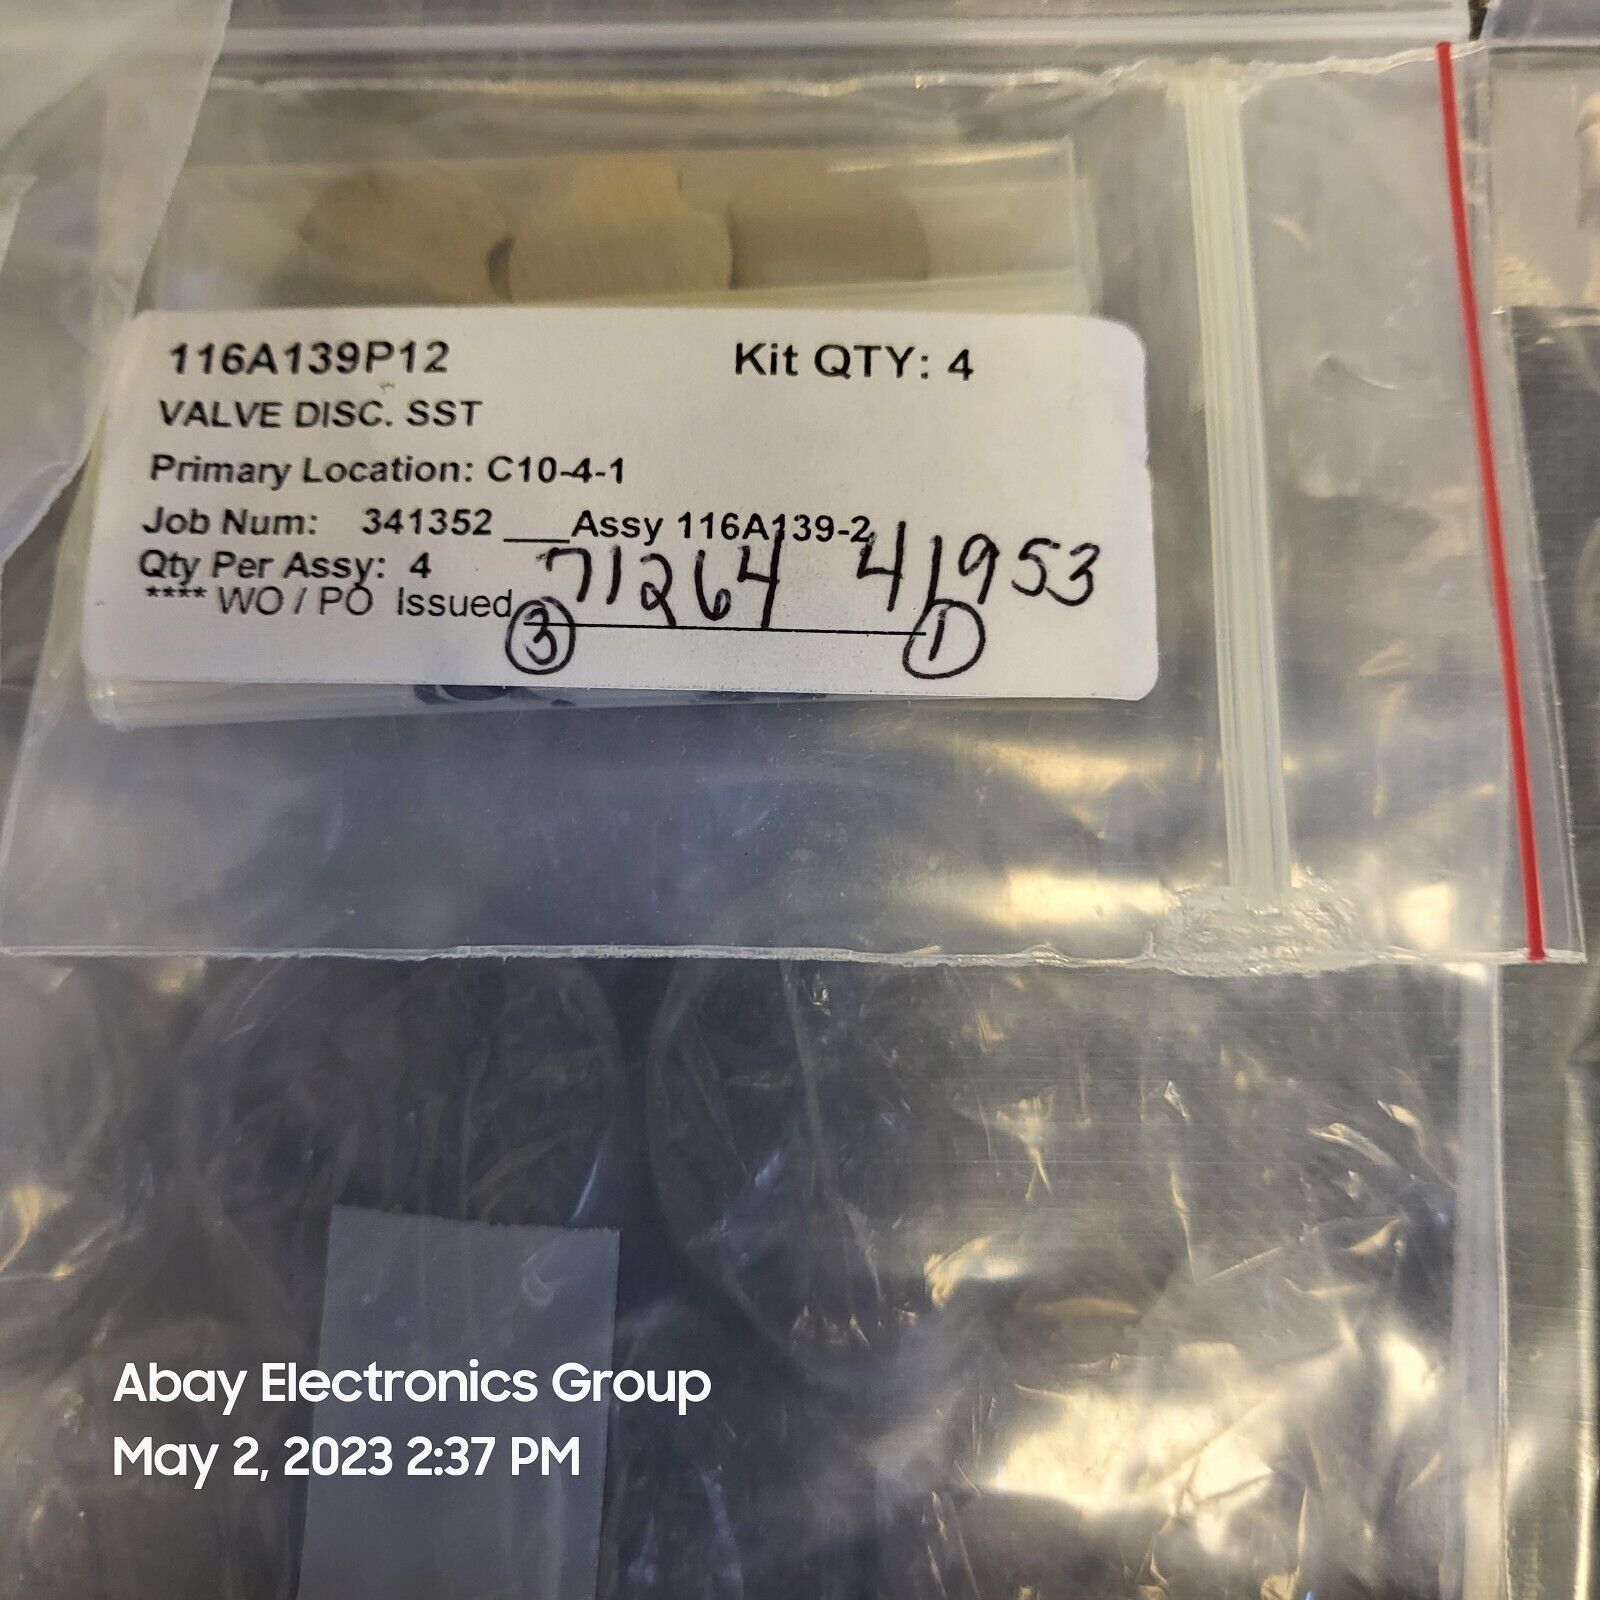 116A139P12 Kit QTY: 4
VALVE DISC. SST
Primary Location: C10-4-1
Job Num: 341352 ___Assy 116A139-2
Qty Per Assy: 4
71264 41953
**** WO / PO Issued
3 1
Abay Electronics Group
May 2, 2023 2:37 PM